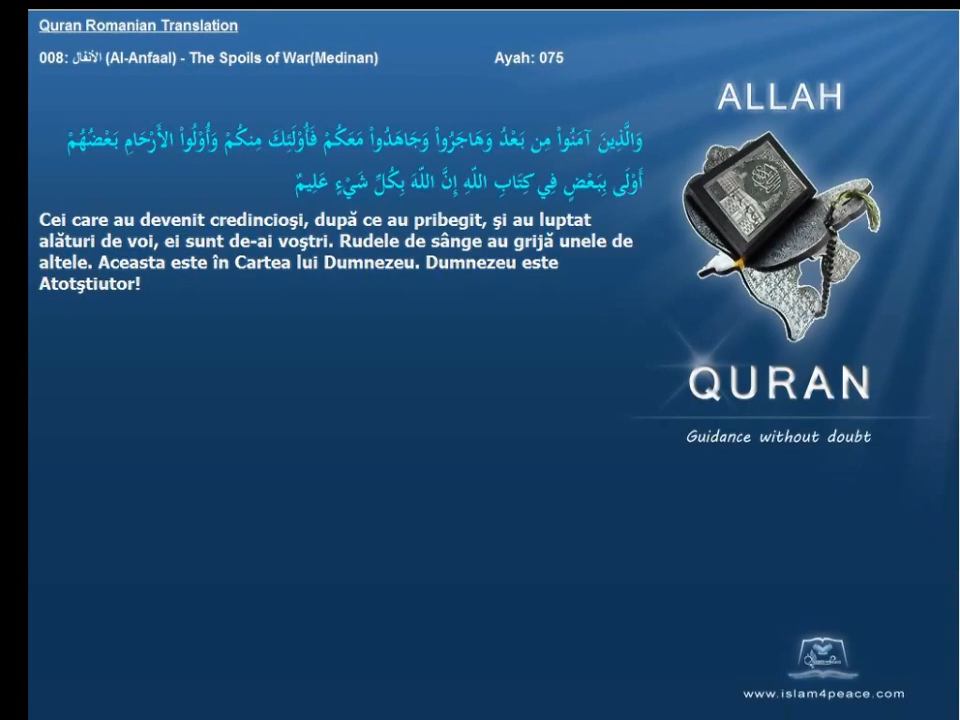 Quran Romanian Translation
008: الأنفال (Al-Anfaal) - The Spoils of War(Medinan) Ayah: 075
ALLAH
وَالَّذِينَ آمَنُواْ مِن بَعْدُ وَهَاجَرُواْ وَجَاهَدُواْ مَعَكُمْ فَأُوْلَئِكَ مِنكُمْ وَأُوْلُواْ الأَرْحَامِ بَعْضُهُمْ
أَوْلَى بِبَعْضٍ فِي كِتَابِ اللّهِ إِنَّ اللّهَ بِكُلِّ شَيْءٍ عَلِيمٌ
Cei care au devenit credincioşi, după ce au pribegit, şi au luptat
alături de voi, ei sunt de-ai voştri. Rudele de sânge au grijă unele de
altele. Aceasta este în Cartea lui Dumnezeu. Dumnezeu este
Atotştiutor!
QURAN
Guidance without doubt
www.islam4peace.com